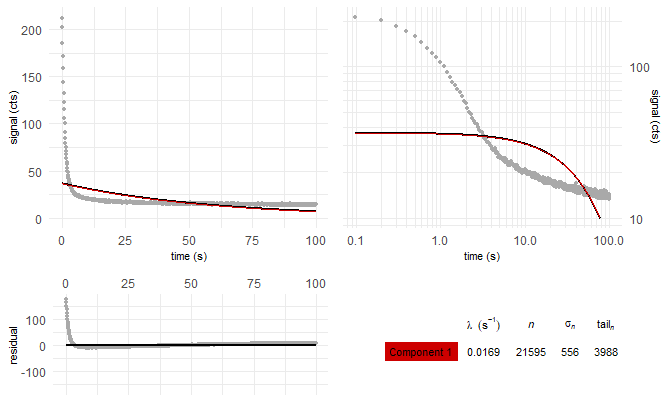 200
150
100
50
0
signal (cts)
0 25 50 75 100
time (s)
100
10
signal (cts)
0.1 1.0 10.0 100.0
time (s)
0 25 50 75 100
100
0
-100
residual
λ (s⁻¹) n σₙ tailₙ
Component 1 0.0169 21595 556 3988